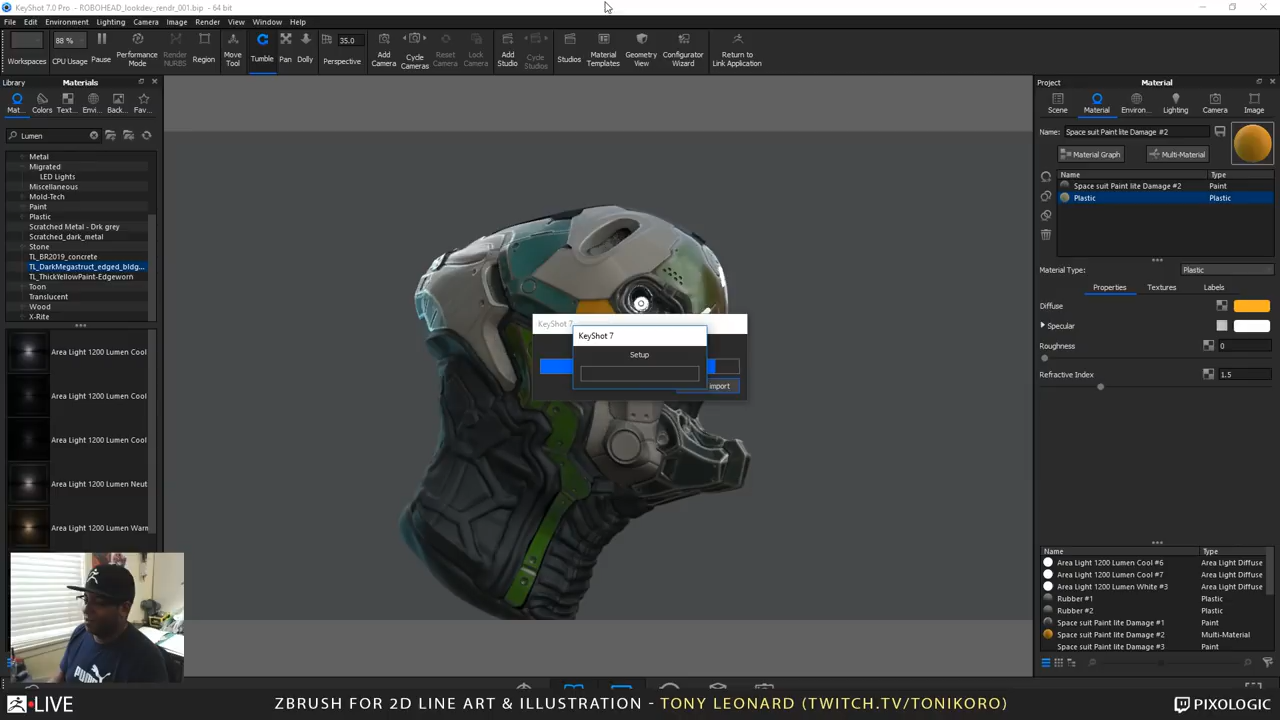 KeyShot 7.0 Pro - ROBOHEAD_lookdev_rendr_001.bip - 64 bit
File Edit Environment Lighting Camera Image Render View Window Help
88 % 35.0
Workspaces CPU Usage Pause Performance Mode Render NURBS Region Move Tool Tumble Pan Dolly Perspective Add Camera Cycle Cameras Reset Camera Lock Camera Add Studio Cycle Studios Studios Material Templates Geometry View Configurator Wizard Return to Link Application
Library Materials
Mat... Colors Text... Envi... Back... Fav...
Lumen
Metal
Migrated
LED Lights
Miscellaneous
Mold-Tech
Paint
Plastic
Scratched Metal - Drk grey
Scratched_dark_metal
Stone
TL_BR2019_concrete
TL_DarkMegastruct_edged_bldg...
TL_ThickYellowPaint-Edgeworn
Toon
Translucent
Wood
X-Rite
Area Light 1200 Lumen Cool
Area Light 1200 Lumen Cool
Area Light 1200 Lumen Cool
Area Light 1200 Lumen Neut
Area Light 1200 Lumen Warn
KeyShot 7
KeyShot 7
Setup
import
Project Material
Scene Material Environ... Lighting Camera Image
Name: Space suit Paint lite Damage #2
Material Graph Multi-Material
Name Type
Space suit Paint lite Damage #2 Paint
Plastic Plastic
Material Type: Plastic
Properties Textures Labels
Diffuse
Specular
Roughness 0
Refractive Index 1.5
Name Type
Area Light 1200 Lumen Cool #6 Area Light Diffuse
Area Light 1200 Lumen Cool #7 Area Light Diffuse
Area Light 1200 Lumen White #3 Area Light Diffuse
Rubber #1 Plastic
Rubber #2 Plastic
Space suit Paint lite Damage #1 Paint
Space suit Paint lite Damage #2 Multi-Material
Space suit Paint lite Damage #3 Paint
PUMA
LIVE ZBRUSH FOR 2D LINE ART & ILLUSTRATION - TONY LEONARD (TWITCH.TV/TONIKORO) PIXOLOGIC